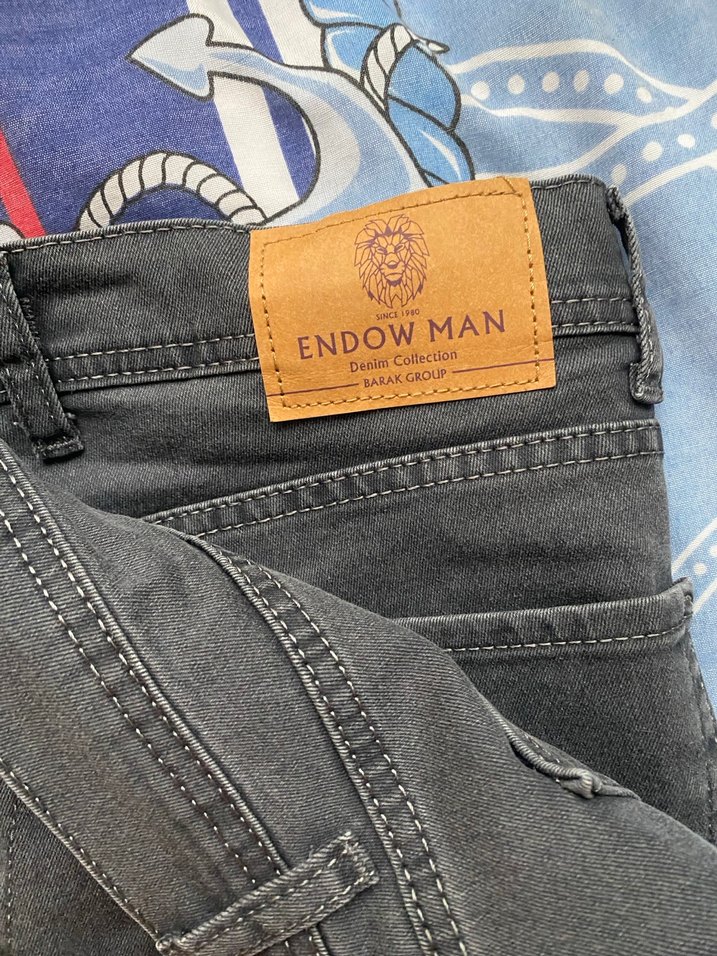 SINCE 1980
ENDOW MAN
Denim Collection
BARAK GROUP